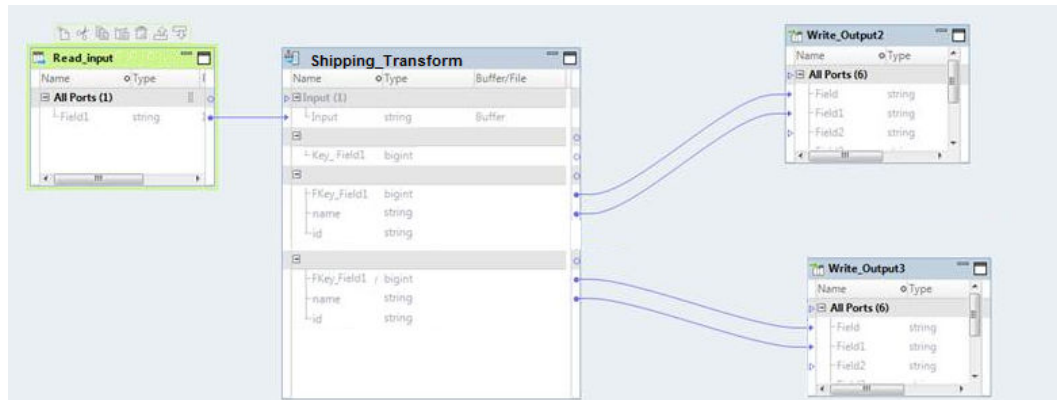 Read_input
Name Type
All Ports (1)
Field1 string
Shipping_Transform
Name Type Buffer/File
Input (1)
Input string Buffer
Key_Field1 bigint
FKey_Field1 bigint
name string
id
FKey_Field1 bigint
name string
id string
Write_Output2
Name Type
All Ports (6)
Field string
Field1 string
Field2 string
Write_Output3
Name Type
All Ports (6)
Field string
Field1 string
Field2 string